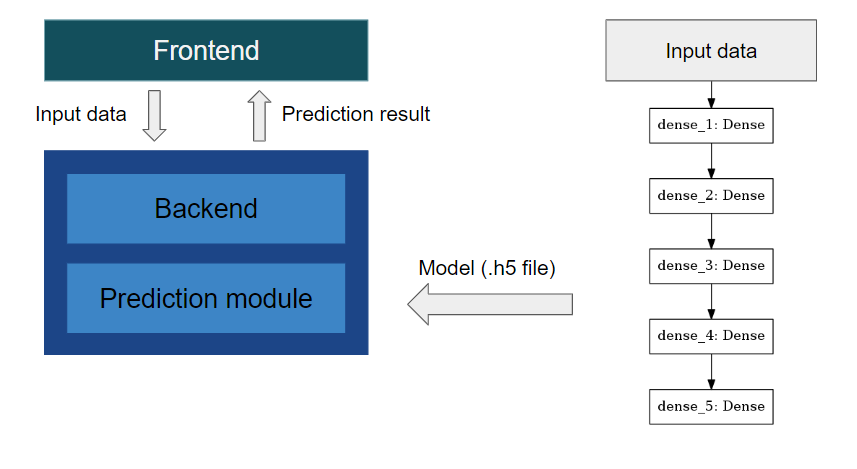 Frontend
Input data
Prediction result
Backend
Prediction module
Model (.h5 file)
Input data
dense_1: Dense
dense_2: Dense
dense_3: Dense
dense_4: Dense
dense_5: Dense